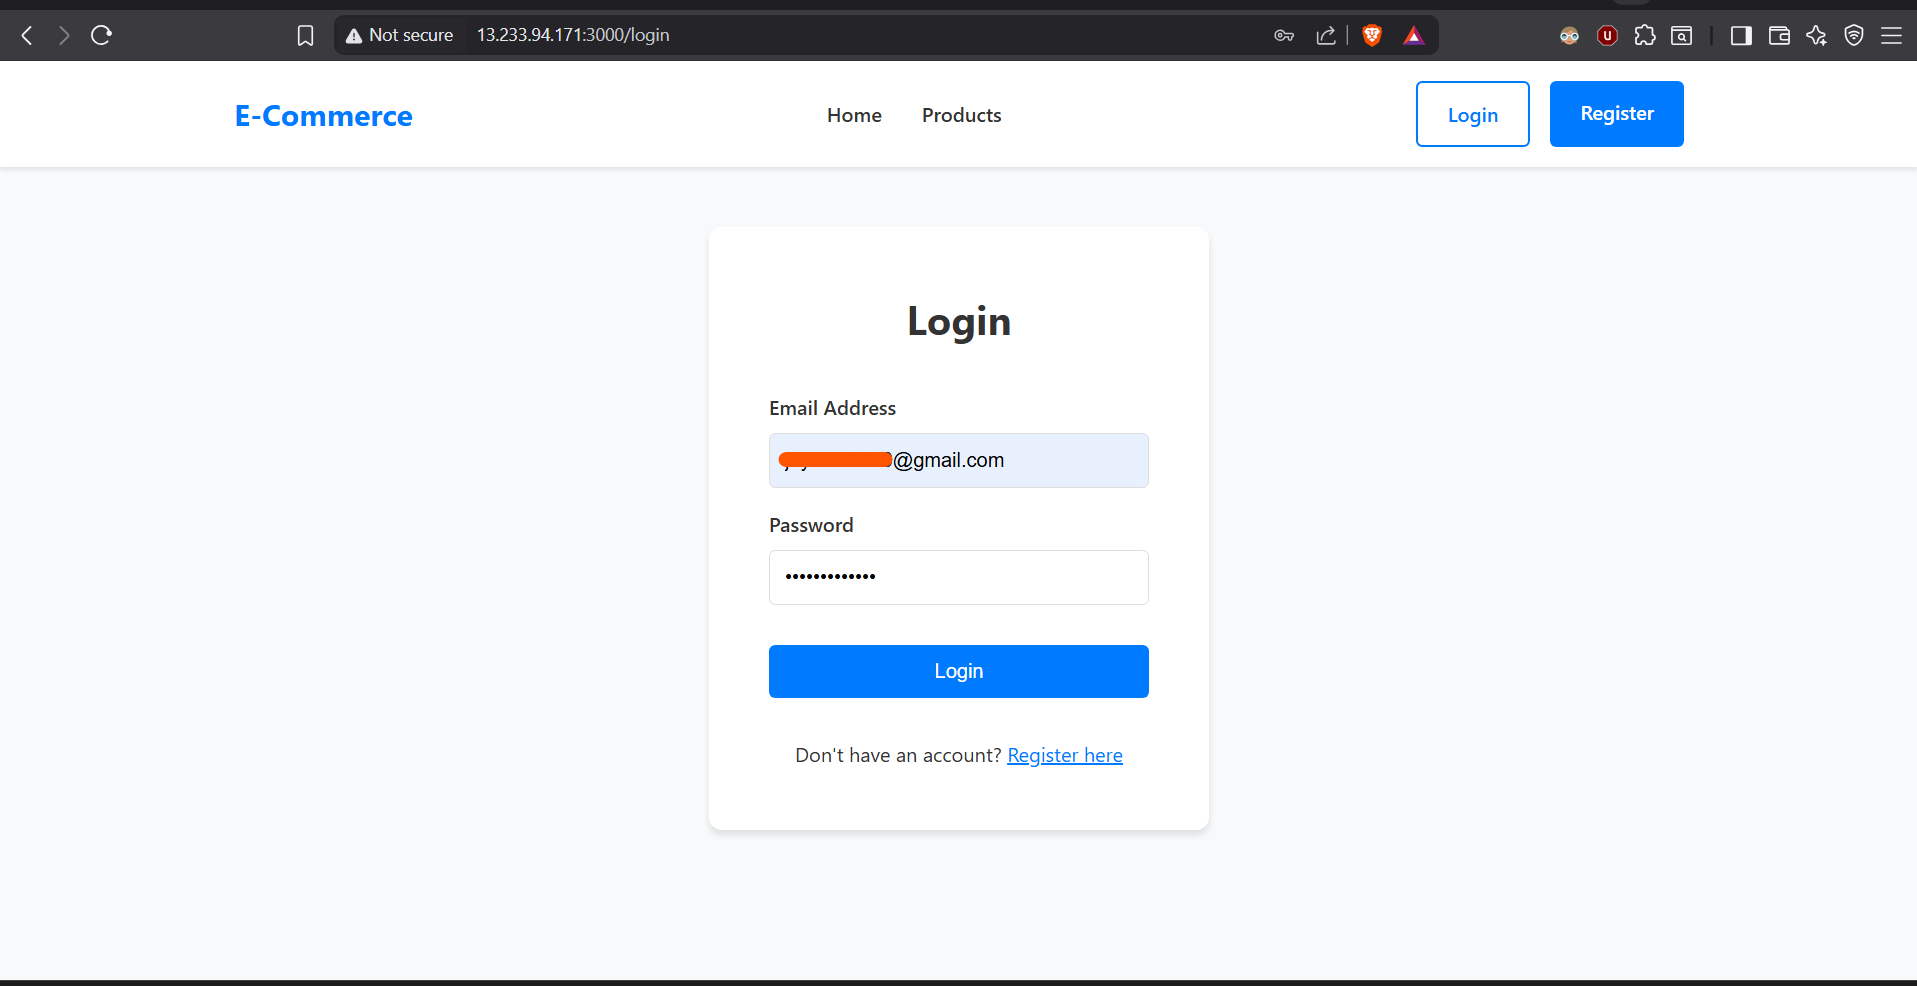 Not secure 13.233.94.171:3000/login
E-Commerce
Home Products
Login Register
Login
Email Address
@gmail.com
Password
•••••••••••••
Login
Don't have an account? Register here